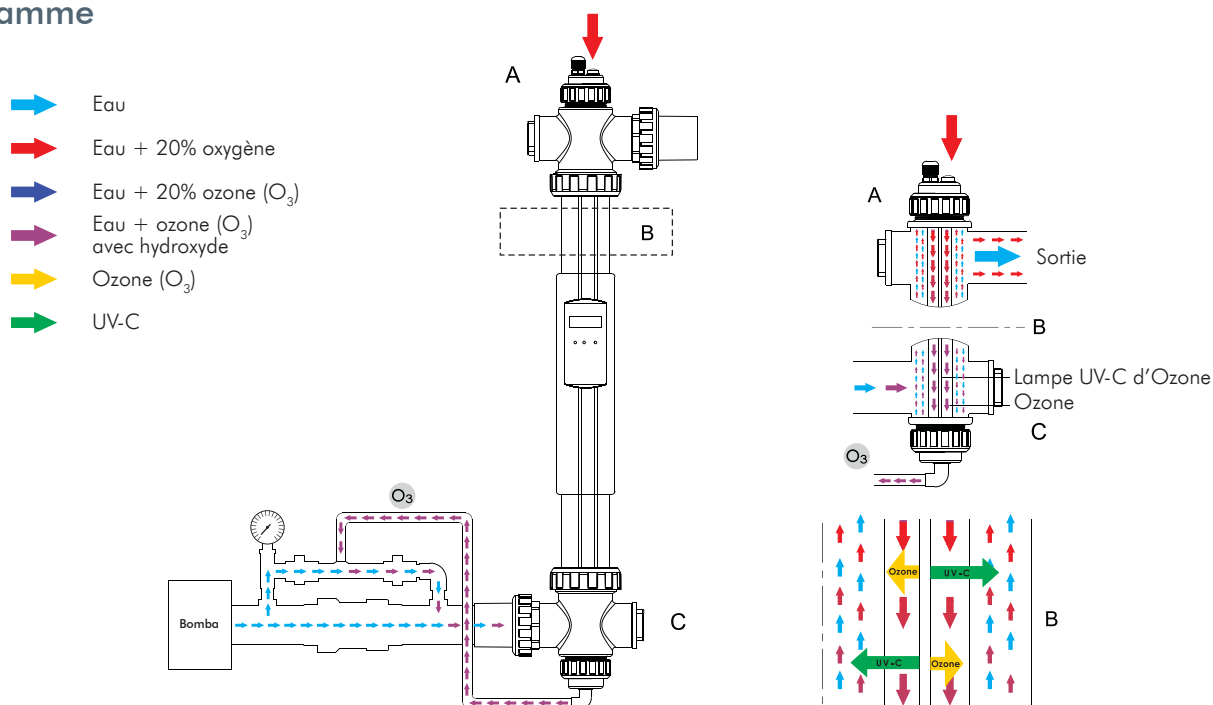 amme
Eau
Eau + 20% oxygène
Eau + 20% ozone (O₃)
Eau + ozone (O₃)
avec hydroxyde
Ozone (O₃)
UV-C
A
B
C
O₃
Bomba
A
Sortie
B
Lampe UV-C d'Ozone
Ozone
C
O₃
Ozone
UV-C
B
UV-C
Ozone